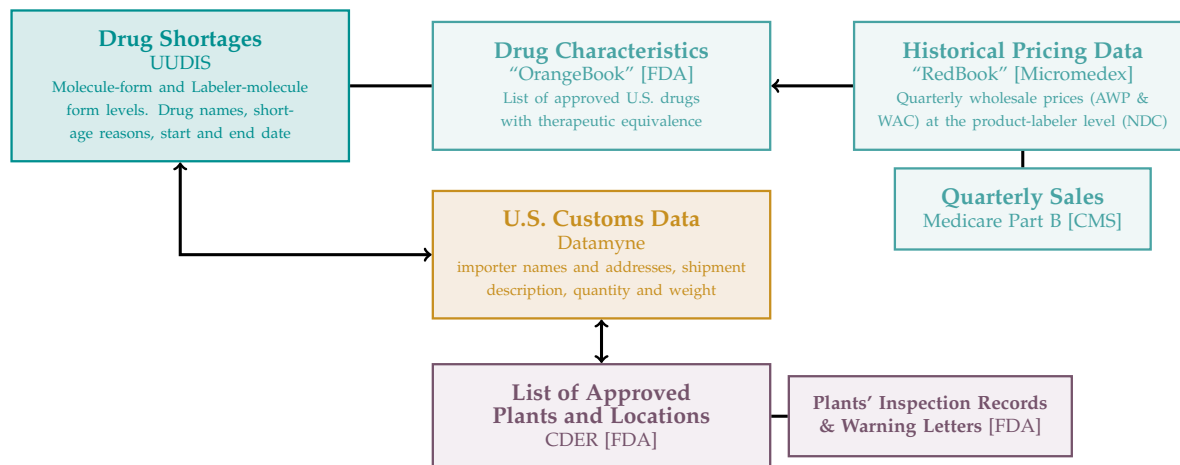 Drug Shortages
UUDIS
Molecule-form and Labeler-molecule
form levels. Drug names, short-
age reasons, start and end date
Drug Characteristics
“OrangeBook” [FDA]
List of approved U.S. drugs
with therapeutic equivalence
Historical Pricing Data
“RedBook” [Micromedex]
Quarterly wholesale prices (AWP &
WAC) at the product-labeler level (NDC)
Quarterly Sales
Medicare Part B [CMS]
U.S. Customs Data
Datamyne
importer names and addresses, shipment
description, quantity and weight
List of Approved
Plants and Locations
CDER [FDA]
Plants’ Inspection Records
& Warning Letters [FDA]